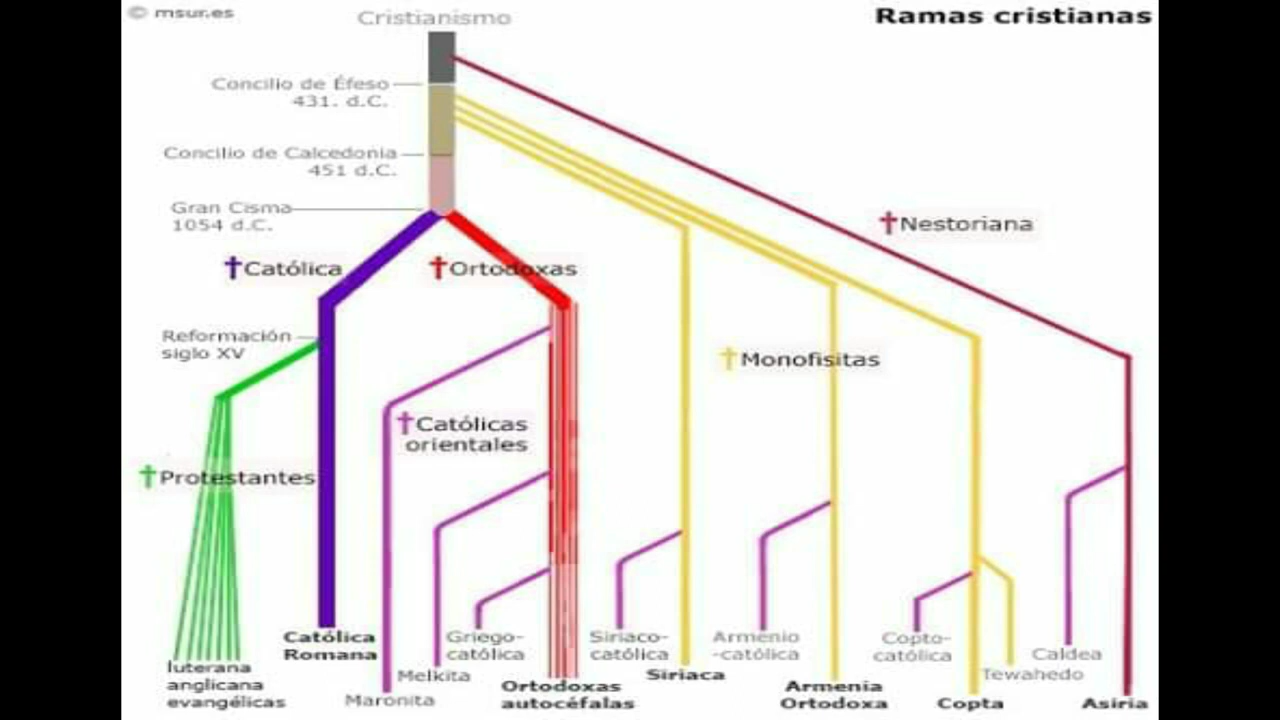 © msur.es
Ramas cristianas
Cristianismo
Concilio de Éfeso
431. d.C.
Concilio de Calcedonia
451 d.C.
Gran Cisma
1054 d.C.
†Nestoriana
†Católica
†Ortodoxas
Reformación
siglo XV
†Monofisitas
†Católicas
orientales
†Protestantes
Católica
Romana
Griego-
católica
Siríaco-
católica
Armenio
-católica
Copto-
católica
Caldea
luterana
anglicana
evangélicas
Maronita
Melkita
Ortodoxas
autocéfalas
Siriaca
Armenia
Ortodoxa
Tewahedo
Copta
Asiria